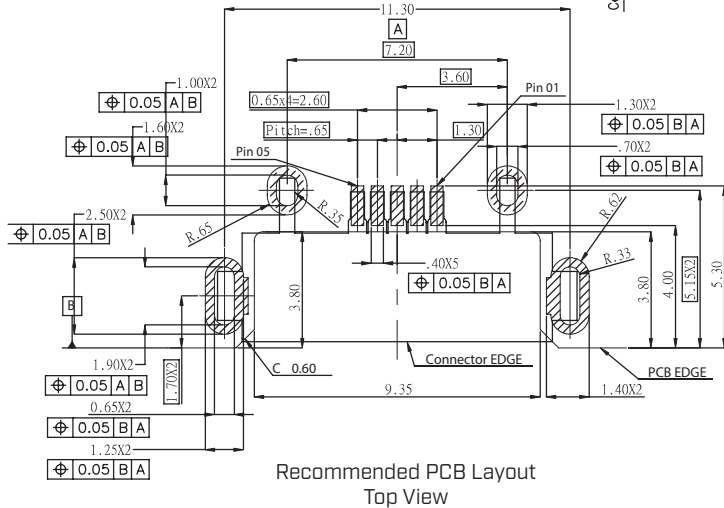 11.30
A
7.20
3.60
1.00X2
⌖ 0.05 A B
0.65x4=2.60
Pin 01
1.30X2
⌖ 0.05 B A
1.60X2
⌖ 0.05 A B
Pitch=.65
1.30
.70X2
⌖ 0.05 B A
Pin 05
2.50X2
⌖ 0.05 A B
R.65
R.35
R.62
R.33
.40X5
⌖ 0.05 B A
B
3.80
3.80
4.00
5.15X2
5.30
1.90X2
⌖ 0.05 A B
1.70X2
C 0.60
Connector EDGE
PCB EDGE
0.65X2
⌖ 0.05 B A
9.35
1.40X2
1.25X2
⌖ 0.05 B A
Recommended PCB Layout
Top View